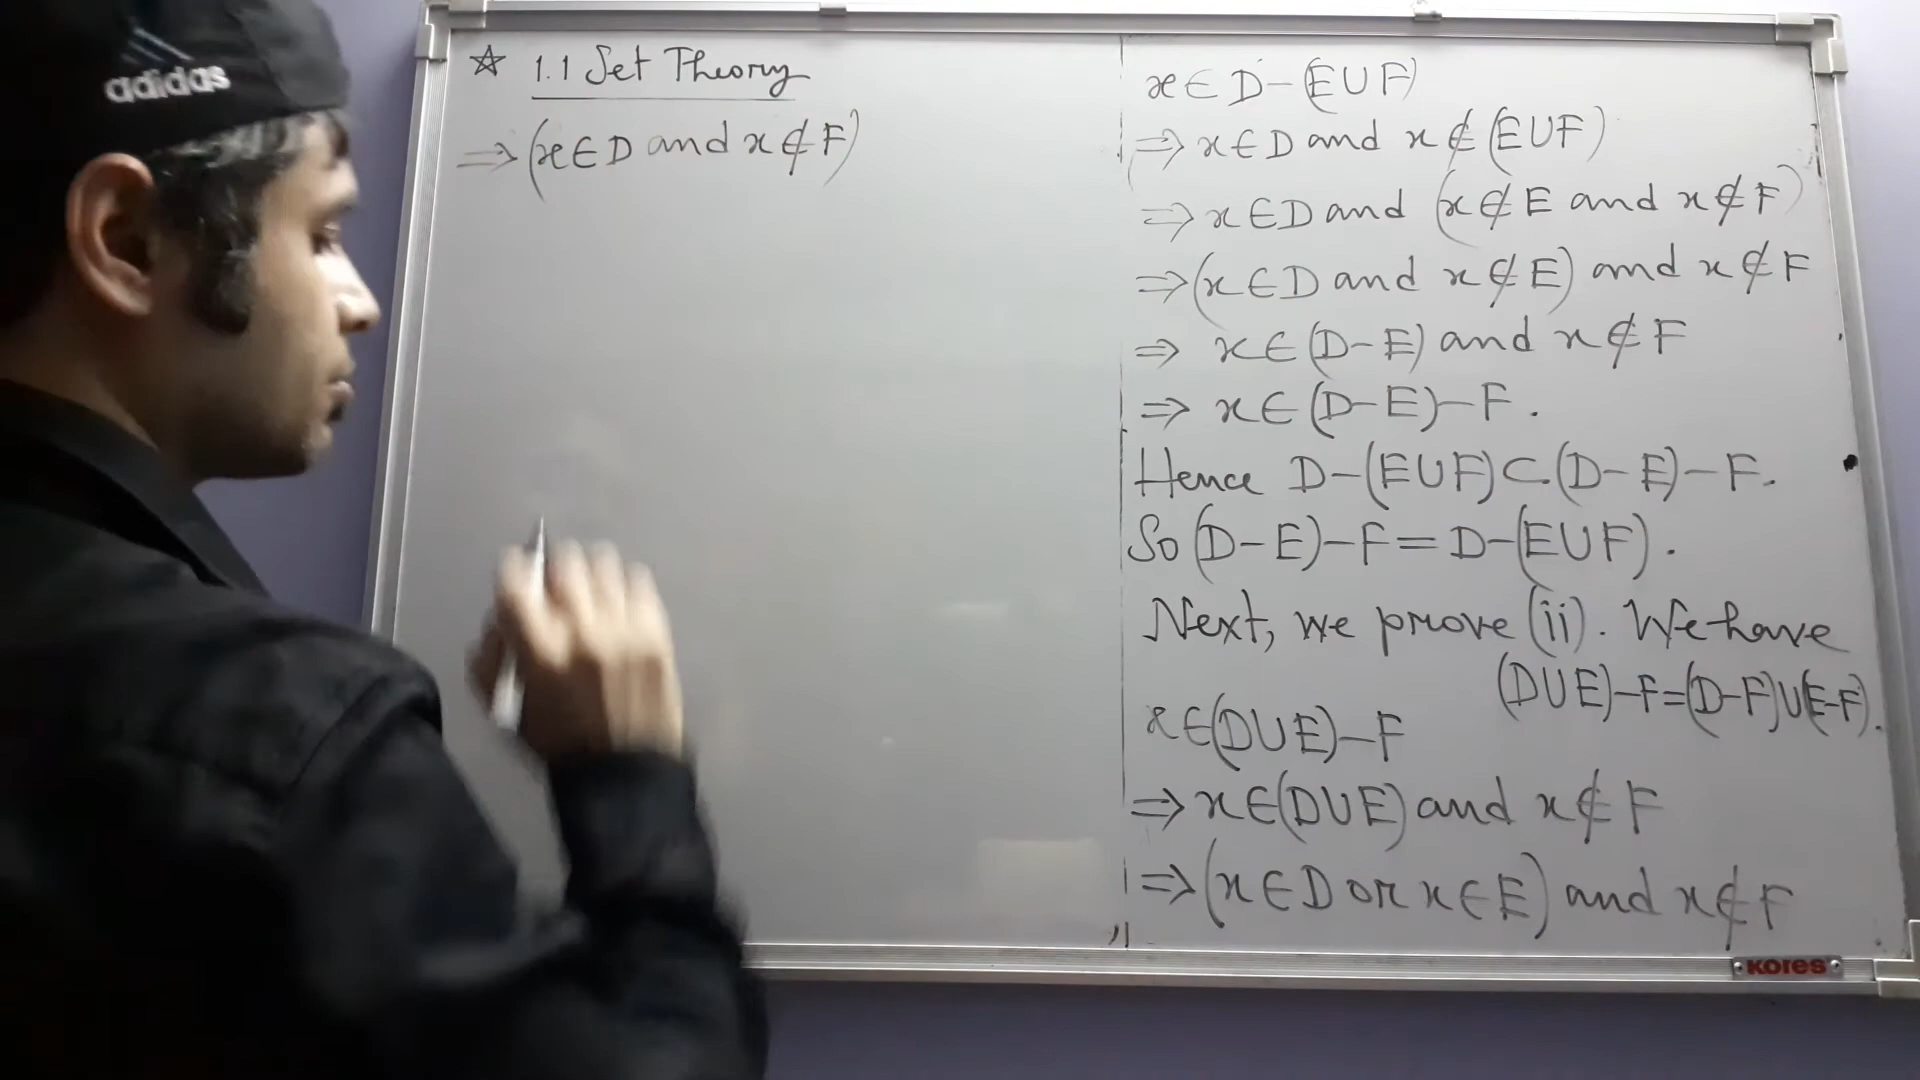 adidas
☆ 1.1 Set Theory
⇒ (x∈D and x∉F)
x∈D-(E∪F)
⇒ x∈D and x∉(E∪F)
⇒ x∈D and (x∉E and x∉F)
⇒ (x∈D and x∉E) and x∉F
⇒ x∈(D-E) and x∉F
⇒ x∈(D-E)-F.
Hence D-(E∪F)⊂(D-E)-F.
So (D-E)-F=D-(E∪F).
Next, we prove (ii). We have
(D∪E)-F=(D-F)∪(E-F).
x∈(D∪E)-F
⇒ x∈(D∪E) and x∉F
⇒ (x∈D or x∈E) and x∉F
KORES